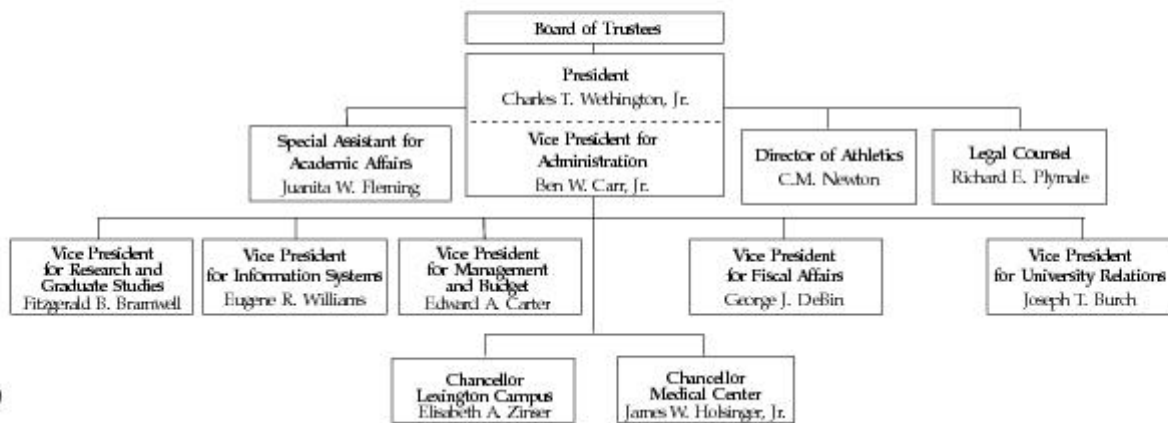 Board of Trustees
President
Charles T. Wethington, Jr.
Vice President for
Administration
Ben W. Carr, Jr.
Special Assistant for
Academic Affairs
Juanita W. Fleming
Director of Athletics
C.M. Newton
Legal Counsel
Richard E. Plymale
Vice President
for Research and
Graduate Studies
Fitzgerald B. Bramwell
Vice President
for Information Systems
Eugene R. Williams
Vice President
for Management
and Budget
Edward A. Carter
Vice President
for Fiscal Affairs
George J. DeBin
Vice President
for University Relations
Joseph T. Burch
Chancellor
Lexington Campus
Elisabeth A. Zinser
Chancellor
Medical Center
James W. Holsinger, Jr.
)